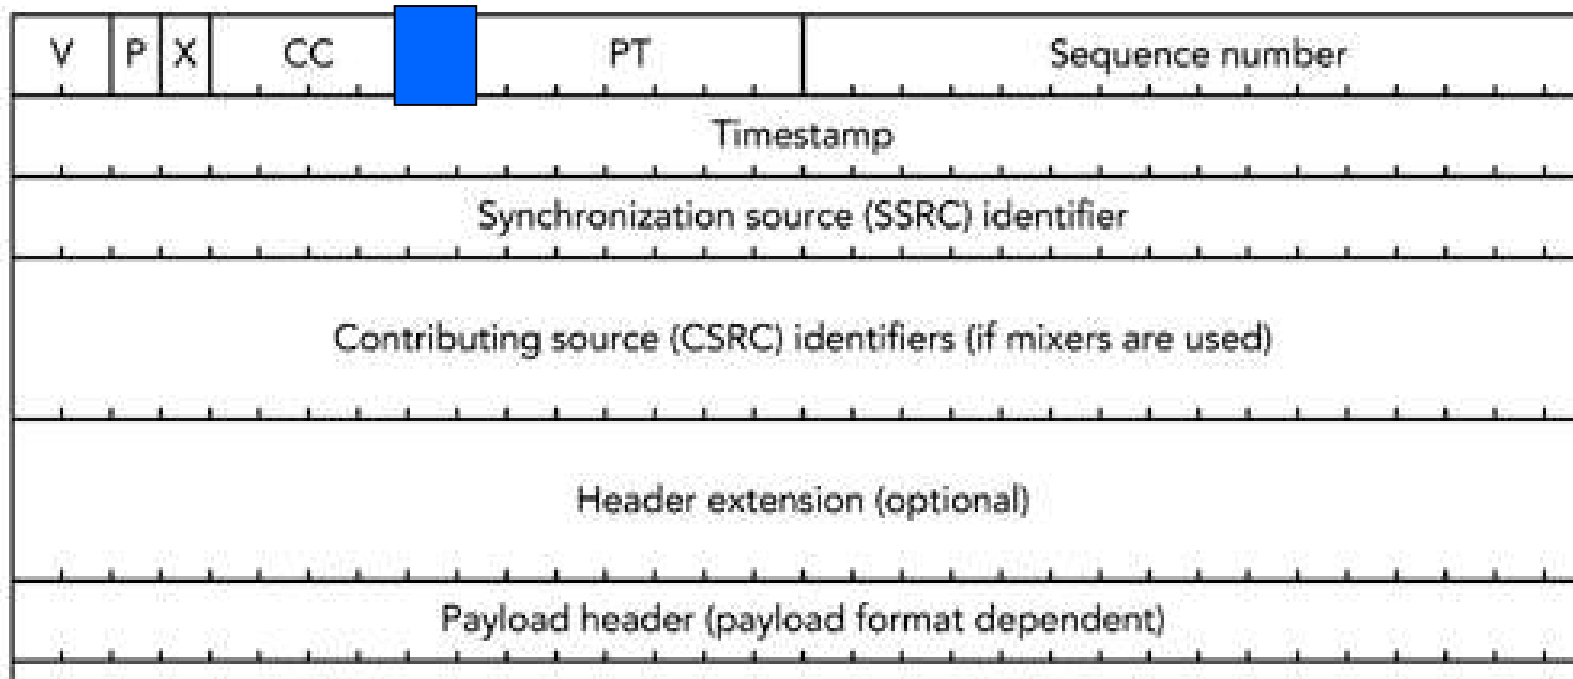 V P X CC PT Sequence number
Timestamp
Synchronization source (SSRC) identifier
Contributing source (CSRC) identifiers (if mixers are used)
Header extension (optional)
Payload header (payload format dependent)